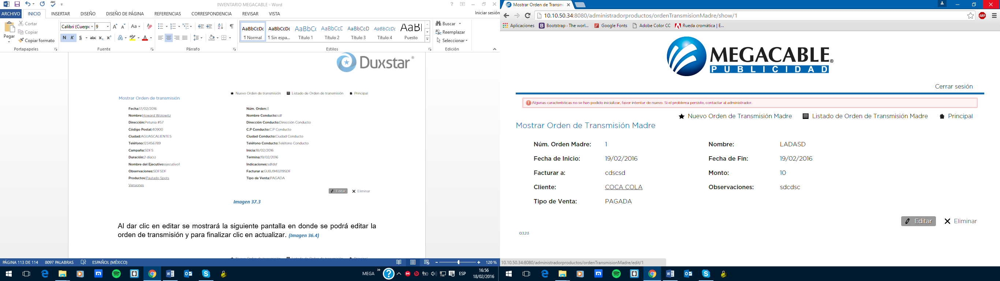 INVENTARIO MEGACABLE - Word
ARCHIVO INICIO INSERTAR DISEÑO DISEÑO DE PÁGINA REFERENCIAS CORRESPONDENCIA REVISAR VISTA Iniciar sesión
Pegar
Cortar
Copiar
Copiar formato
Portapapeles
Calibri (Cuerpo 9
Fuente
Párrafo
AaBbCcDc AaBbCcDc AaBbC( AaBbCcE AaBbCcD AaBbCcDc AaBl
¶ Normal ¶ Sin espa... Título 1 Título 2 Título 3 Título 4 Puesto
Estilos
Buscar
Reemplazar
Seleccionar
Edición
Duxstar®
Nuevo Orden de transmisión Listado de Orden de transmisión Principal
Mostrar Orden de transmisión
Fecha:17/02/2016 Núm. Orden:3
Nombre:Howard Wolowitz Nombre Conducto:sdf
Dirección:Petunia #57 Dirección Conducto:Dirección Conducto
Código Postal:40900 C.P Conducto:C.P Conducto
Ciudad:AGUASCALIENTES Ciudad Conducto:Ciudad Conducto
Teléfono:123456789 Teléfono Conducto:Teléfono Conducto
Campaña:SDFS Inicia:18/02/2016
Duración:2 día(s) Termina:19/02/2016
Nombre del Ejecutivo:ejecutivo1 Indicaciones:sdfdsf
Observaciones:SDFSDF Facturar a:GUBJ940219SDF
Productos:Pautado Spots Tipo de Venta:PAGADA
Versiones
Editar Eliminar
Imagen 37.3
Al dar clic en editar se mostrará la siguiente pantalla en donde se podrá editar la
orden de transmisión y para finalizar clic en actualizar. (Imagen 36.4)
Nuevo Orden de transmisión Listado de Orden de transmisión Principal
PÁGINA 113 DE 114 8097 PALABRAS ESPAÑOL (MÉXICO) 120 %
MEGA » ESP 16:56
18/02/2016
Mostrar Orden de Transmi
10.10.50.34:8080/administradorproductos/ordenTransmisionMadre/show/1
ABP
Aplicaciones Bootstrap · The worl... Google Fonts Adobe Color CC Rueda cromática | E...
MEGACABLE®
PUBLICIDAD
Cerrar sesión
Algunas características no se han podido inicializar, favor intentar de nuevo. Si el problema persiste, contactar al administrador.
Nuevo Orden de Transmisión Madre Listado de Orden de Transmisión Madre Principal
Mostrar Orden de Transmisión Madre
Núm. Orden Madre: 1 Nombre: LADASD
Fecha de Inicio: 19/02/2016 Fecha de Fin: 19/02/2016
Facturar a: cdscsd Monto: 10
Cliente: COCA COLA Observaciones: sdcdsc
Tipo de Venta: PAGADA
Editar Eliminar
0.1.23
10.10.50.34:8080/administradorproductos/ordenTransmisionMadre/edit/1